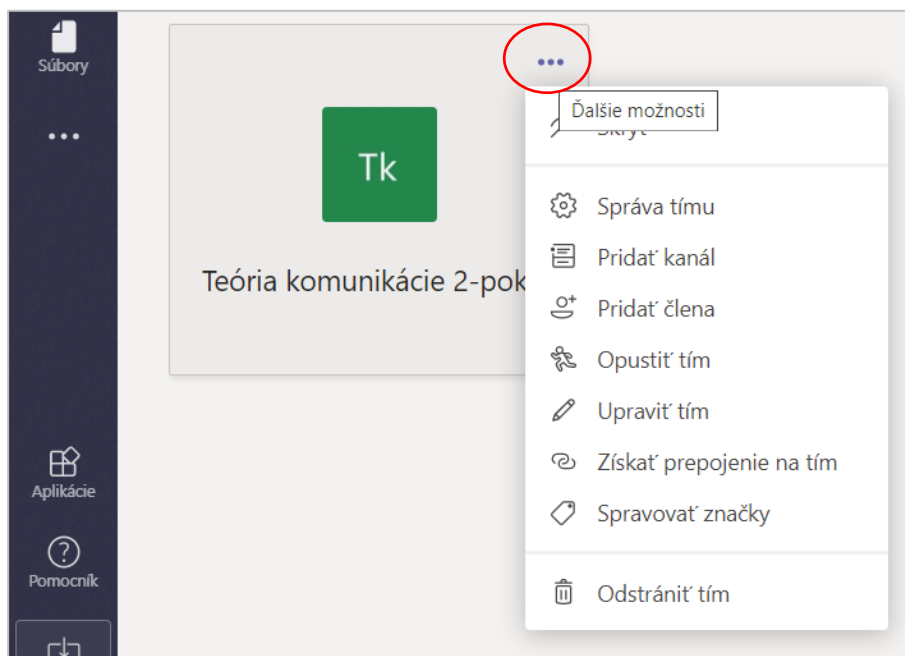 Súbory
Tk
Teória komunikácie 2-pok
Ďalšie možnosti
Správa tímu
Pridať kanál
Pridať člena
Opustiť tím
Upraviť tím
Získať prepojenie na tím
Spravovať značky
Odstrániť tím
Aplikácie
Pomocník